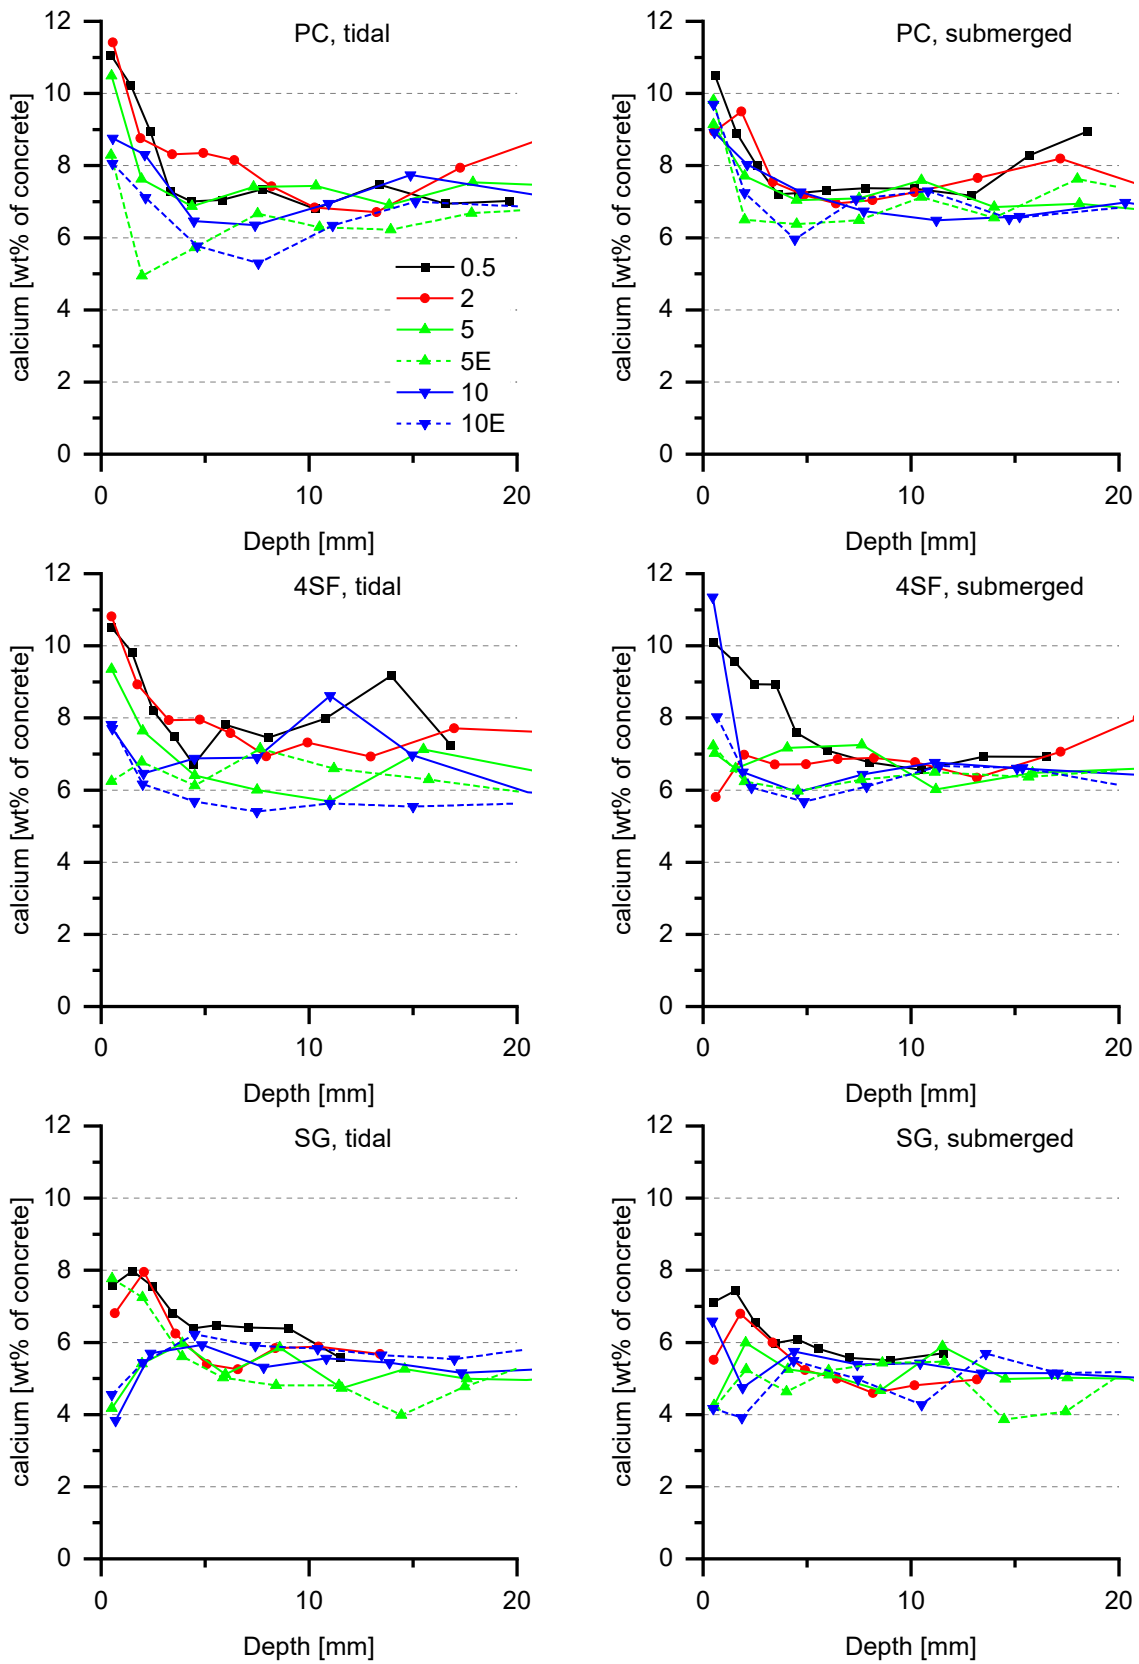 PC, tidal
calcium [wt% of concrete]
12
10
8
6
4
2
0
0.5
2
5
5E
10
10E
0 10 20
Depth [mm]
PC, submerged
calcium [wt% of concrete]
12
10
8
6
4
2
0
0 10 20
Depth [mm]
4SF, tidal
calcium [wt% of concrete]
12
10
8
6
4
2
0
0 10 20
Depth [mm]
4SF, submerged
calcium [wt% of concrete]
12
10
8
6
4
2
0
0 10 20
Depth [mm]
SG, tidal
calcium [wt% of concrete]
12
10
8
6
4
2
0
0 10 20
Depth [mm]
SG, submerged
calcium [wt% of concrete]
12
10
8
6
4
2
0
0 10 20
Depth [mm]